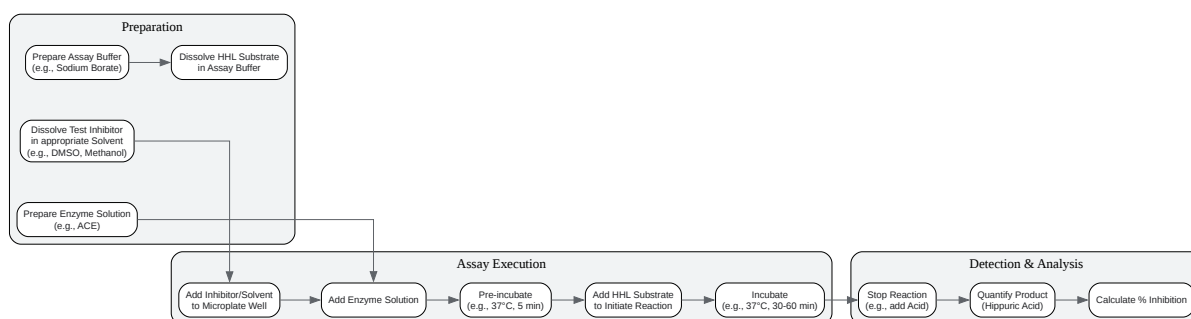 Preparation
Prepare Assay Buffer
(e.g., Sodium Borate)
Dissolve HHL Substrate
in Assay Buffer
Dissolve Test Inhibitor
in appropriate Solvent
(e.g., DMSO, Methanol)
Prepare Enzyme Solution
(e.g., ACE)
Assay Execution
Add Inhibitor/Solvent
to Microplate Well
Add Enzyme Solution
Pre-incubate
(e.g., 37°C, 5 min)
Add HHL Substrate
to Initiate Reaction
Incubate
(e.g., 37°C, 30-60 min)
Detection & Analysis
Stop Reaction
(e.g., add Acid)
Quantify Product
(Hippuric Acid)
Calculate % Inhibition